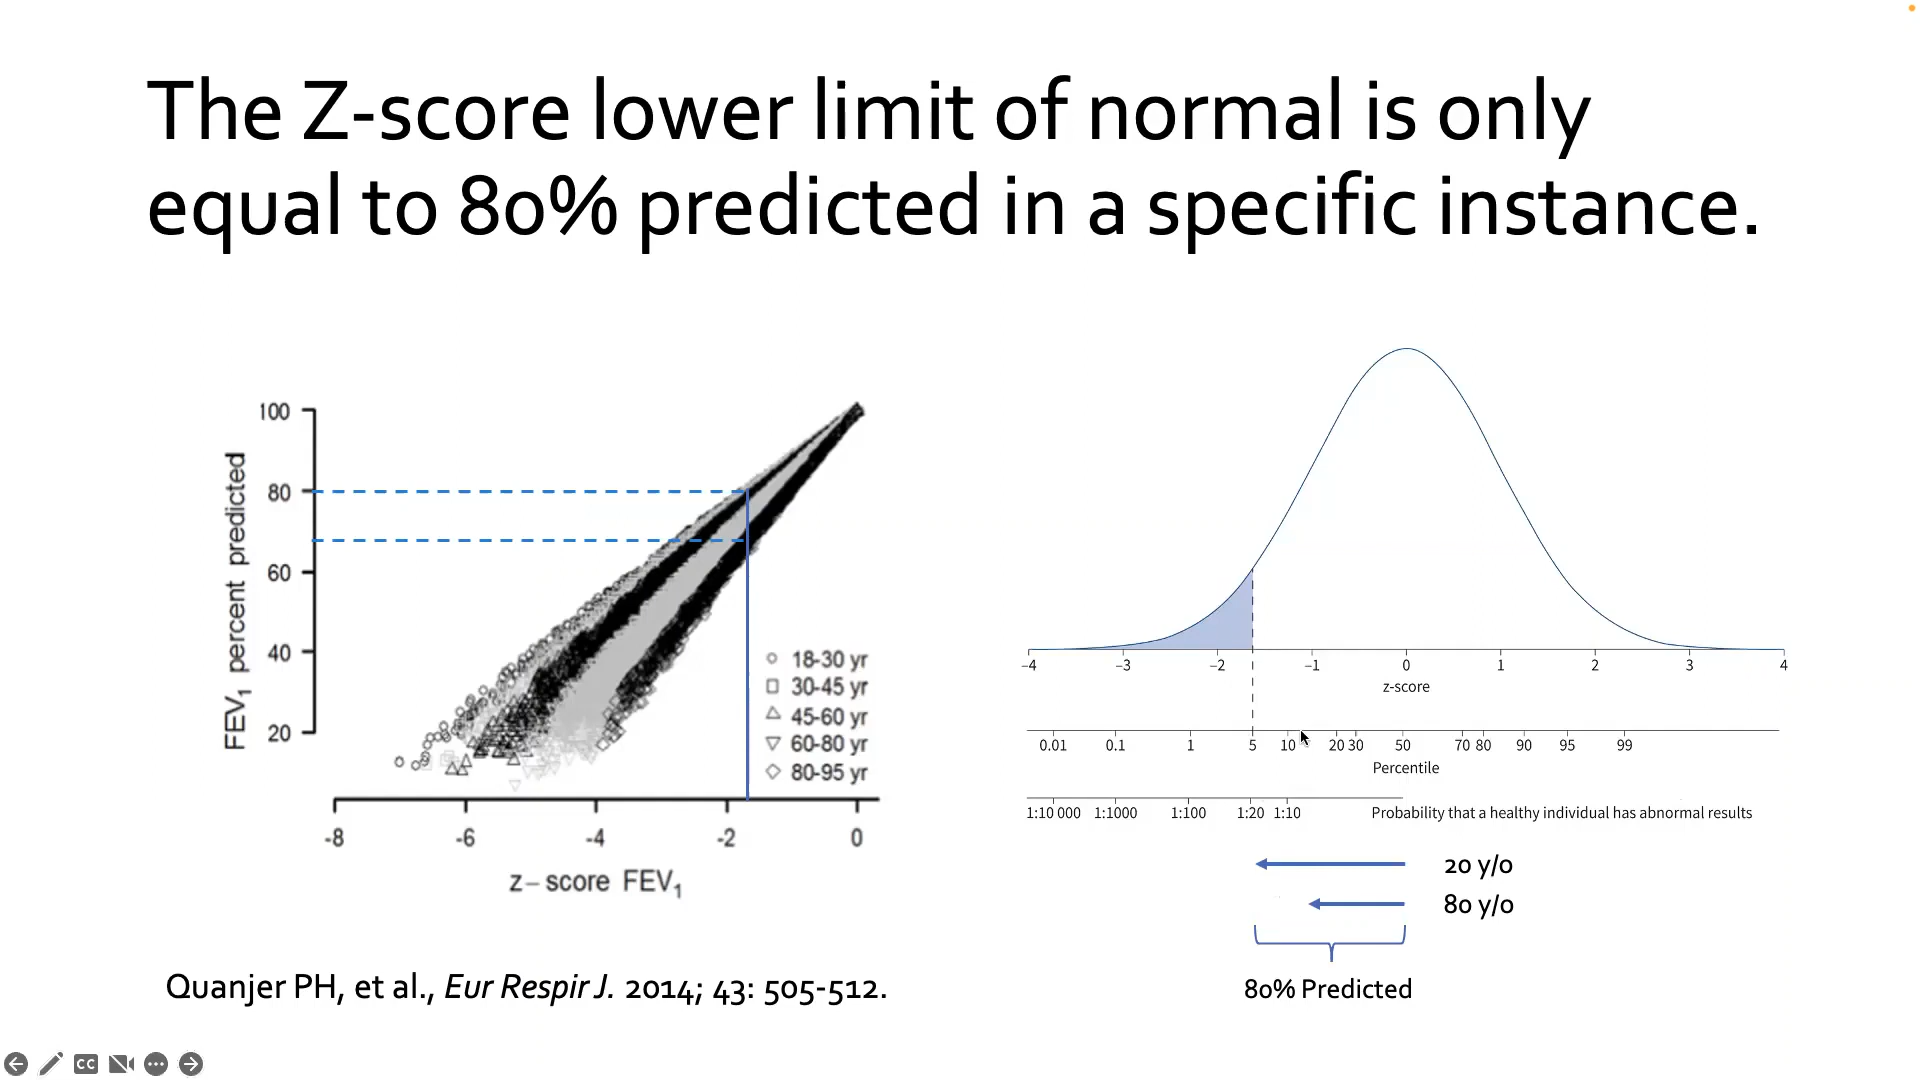 The Z-score lower limit of normal is only
equal to 80% predicted in a specific instance.
FEV1 percent predicted
100
80
60
40
20
18-30 yr
30-45 yr
45-60 yr
60-80 yr
80-95 yr
-8 -6 -4 -2 0
z– score FEV1
–4 –3 –2 –1 0 1 2 3 4
z-score
0.01 0.1 1 5 10 20 30 50 70 80 90 95 99
Percentile
1:10 000 1:1000 1:100 1:20 1:10 Probability that a healthy individual has abnormal results
20 y/o
80 y/o
80% Predicted
Quanjer PH, et al., Eur Respir J. 2014; 43: 505-512.
CC